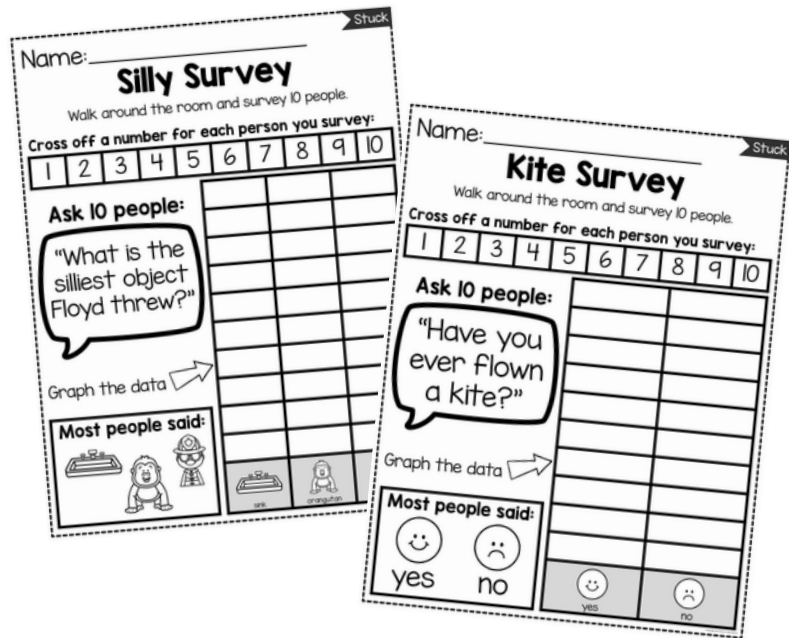 Stuck
Name:
Silly Survey
Walk around the room and survey 10 people.
Cross off a number for each person you survey:
1 2 3 4 5 6 7 8 9 10
Ask 10 people:
"What is the
silliest object
Floyd threw?"
Graph the data
Most people said:
sink orangutan
Stuck
Name:
Kite Survey
Walk around the room and survey 10 people.
Cross off a number for each person you survey:
1 2 3 4 5 6 7 8 9 10
Ask 10 people:
"Have you
ever flown
a kite?"
Graph the data
Most people said:
yes no
yes no